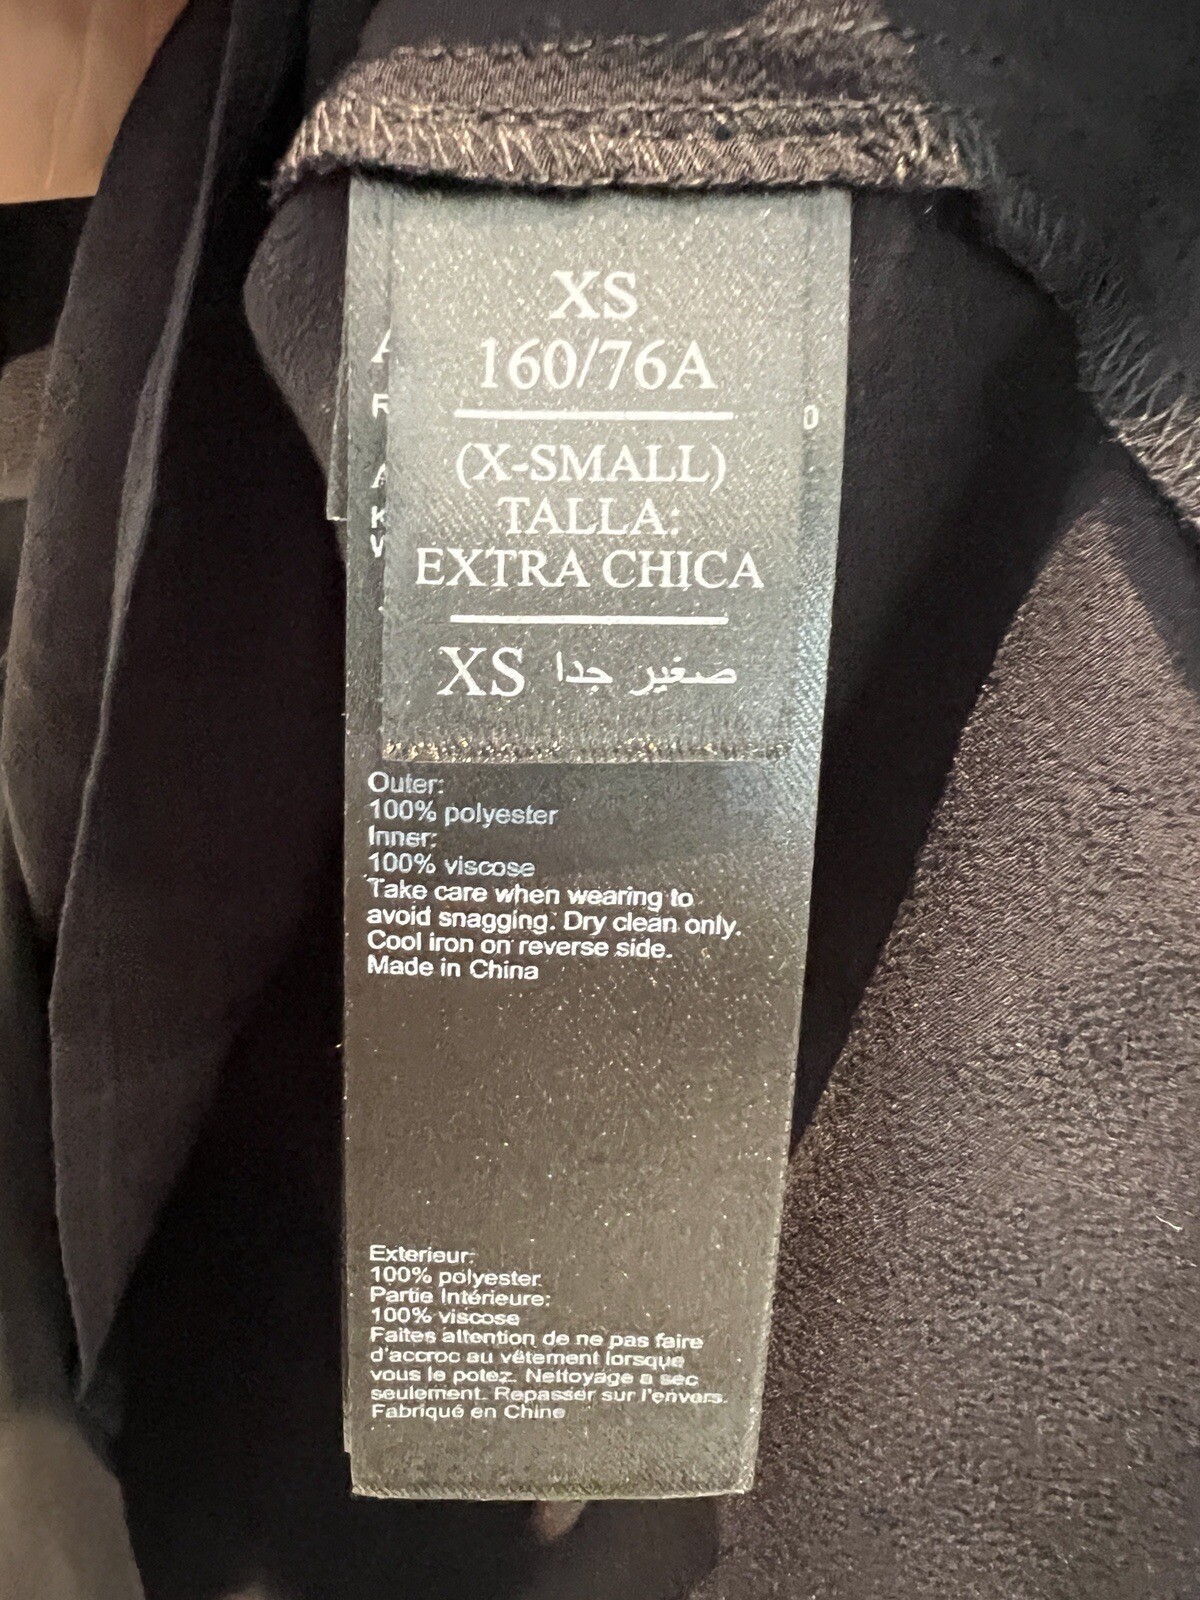 XS
160/76A
(X-SMALL)
TALLA:
EXTRA CHICA
XS صغير جدا
Outer:
100% polyester
Inner:
100% viscose
Take care when wearing to
avoid snagging. Dry clean only.
Cool iron on reverse side.
Made in China
Exterieur:
100% polyester
Partie Intérieure:
100% viscose
Faites attention de ne pas faire
d'accroc au vêtement lorsque
vous le potez. Nettoyage a sec
seulement. Repasser sur l'envers.
Fabriqué en Chine